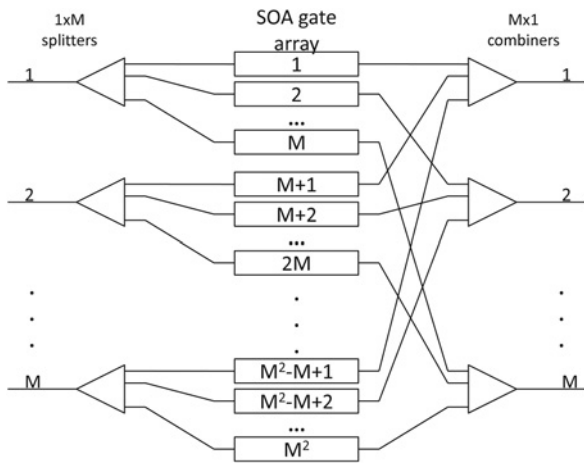 1xM
splitters
SOA gate
array
Mx1
combiners
1
1
1
2
...
M
2
M+1
M+2
2
...
2M
.
.
.
.
.
.
.
.
.
M
M²-M+1
M²-M+2
M
...
M²